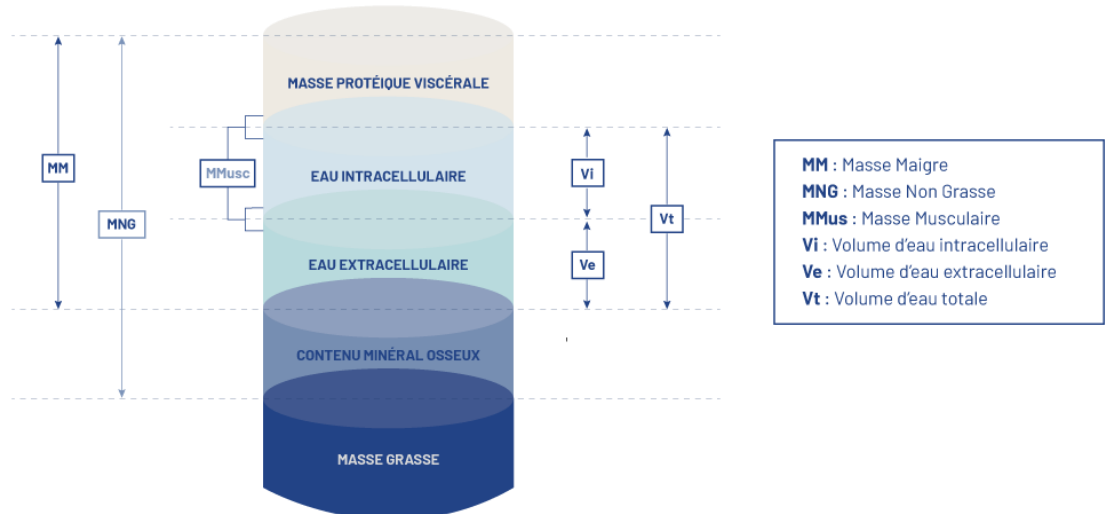 MASSE PROTÉIQUE VISCÉRALE
MM
MMusc
EAU INTRACELLULAIRE
Vi
MNG
Vt
EAU EXTRACELLULAIRE
Ve
CONTENU MINÉRAL OSSEUX
MASSE GRASSE
MM : Masse Maigre
MNG : Masse Non Grasse
MMus : Masse Musculaire
Vi : Volume d'eau intracellulaire
Ve : Volume d'eau extracellulaire
Vt : Volume d'eau totale